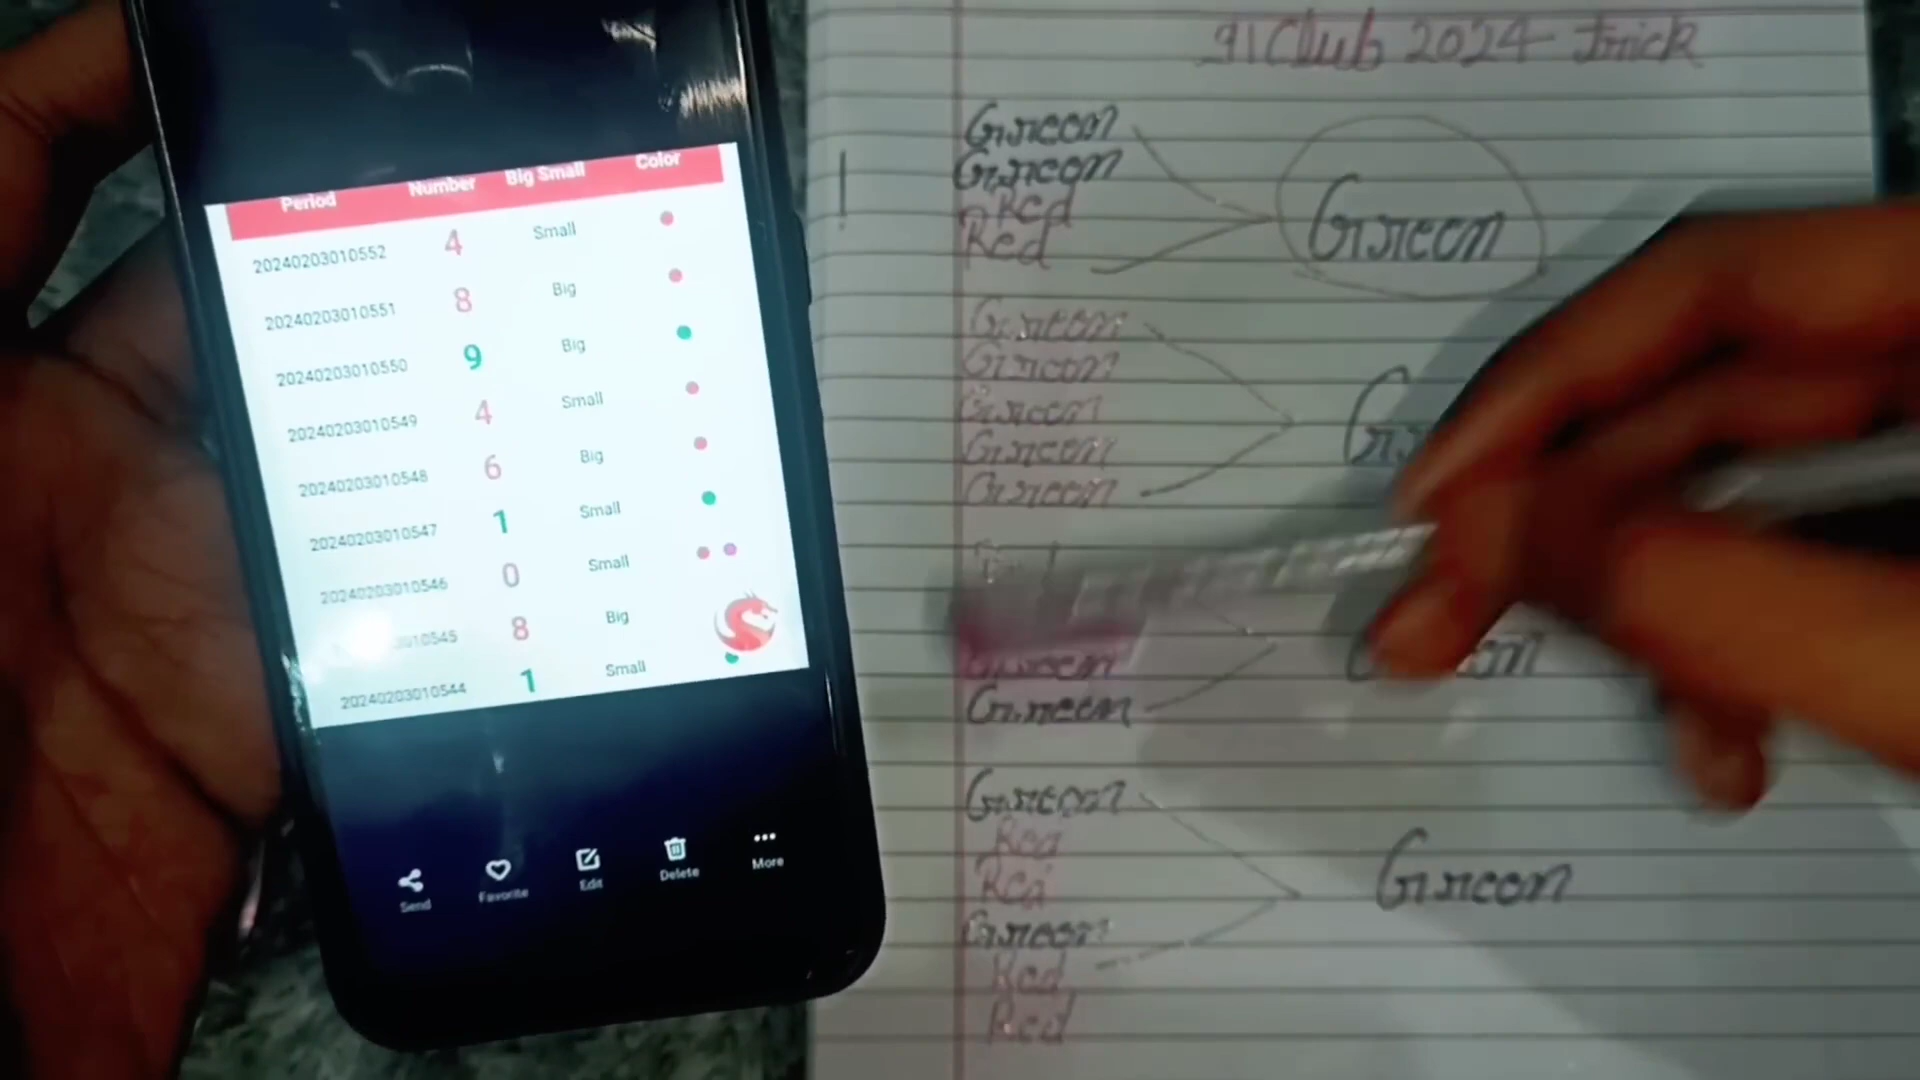 Period Number Big Small Color
20240203010552 4 Small
20240203010551 8 Big
20240203010550 9 Big
20240203010549 4 Small
20240203010548 6 Big
20240203010547 1 Small
20240203010546 0 Small
010545 8 Big
20240203010544 1 Small
Send Favorite Edit Delete More
91Club 2024 trick
Green
Green
Red
Red
Green
Green
Green
Green
Green
Green
Green
Green
Green
Red
Red
Green
Red
Red
Green